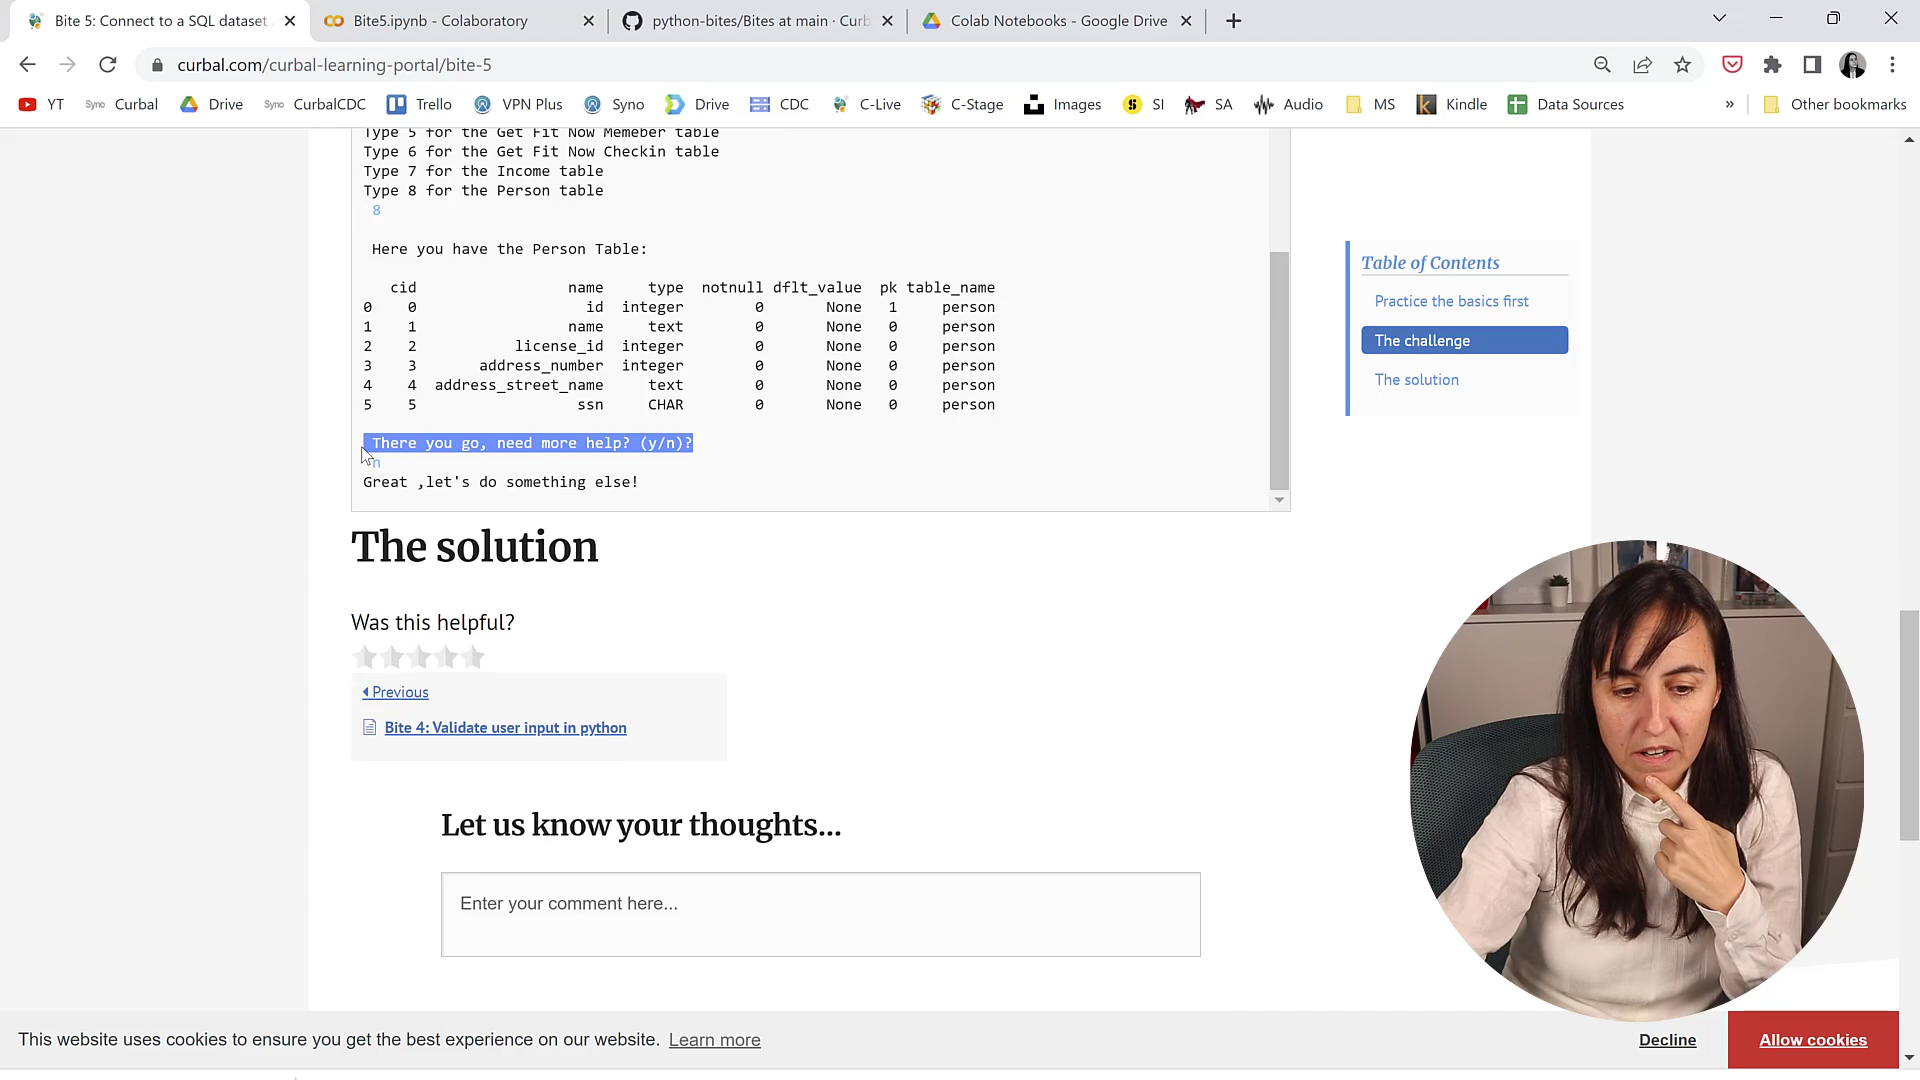 Bite 5: Connect to a SQL dataset
Bite5.ipynb - Colaboratory
python-bites/Bites at main · Curb
Colab Notebooks - Google Drive
curbal.com/curbal-learning-portal/bite-5
YT
Syno Curbal
Drive
Syno CurbalCDC
Trello
VPN Plus
Syno
Drive
CDC
C-Live
C-Stage
Images
SI
SA
Audio
MS
Kindle
Data Sources
»
Other bookmarks
Type 5 for the Get Fit Now Memeber table
Type 6 for the Get Fit Now Checkin table
Type 7 for the Income table
Type 8 for the Person table
8
Here you have the Person Table:
cid name type notnull dflt_value pk table_name
0 0 id integer 0 None 1 person
1 1 name text 0 None 0 person
2 2 license_id integer 0 None 0 person
3 3 address_number integer 0 None 0 person
4 4 address_street_name text 0 None 0 person
5 5 ssn CHAR 0 None 0 person
There you go, need more help? (y/n)?
n
Great ,let's do something else!
Table of Contents
Practice the basics first
The challenge
The solution
The solution
Was this helpful?
Previous
Bite 4: Validate user input in python
Let us know your thoughts...
Enter your comment here...
This website uses cookies to ensure you get the best experience on our website. Learn more
Decline
Allow cookies